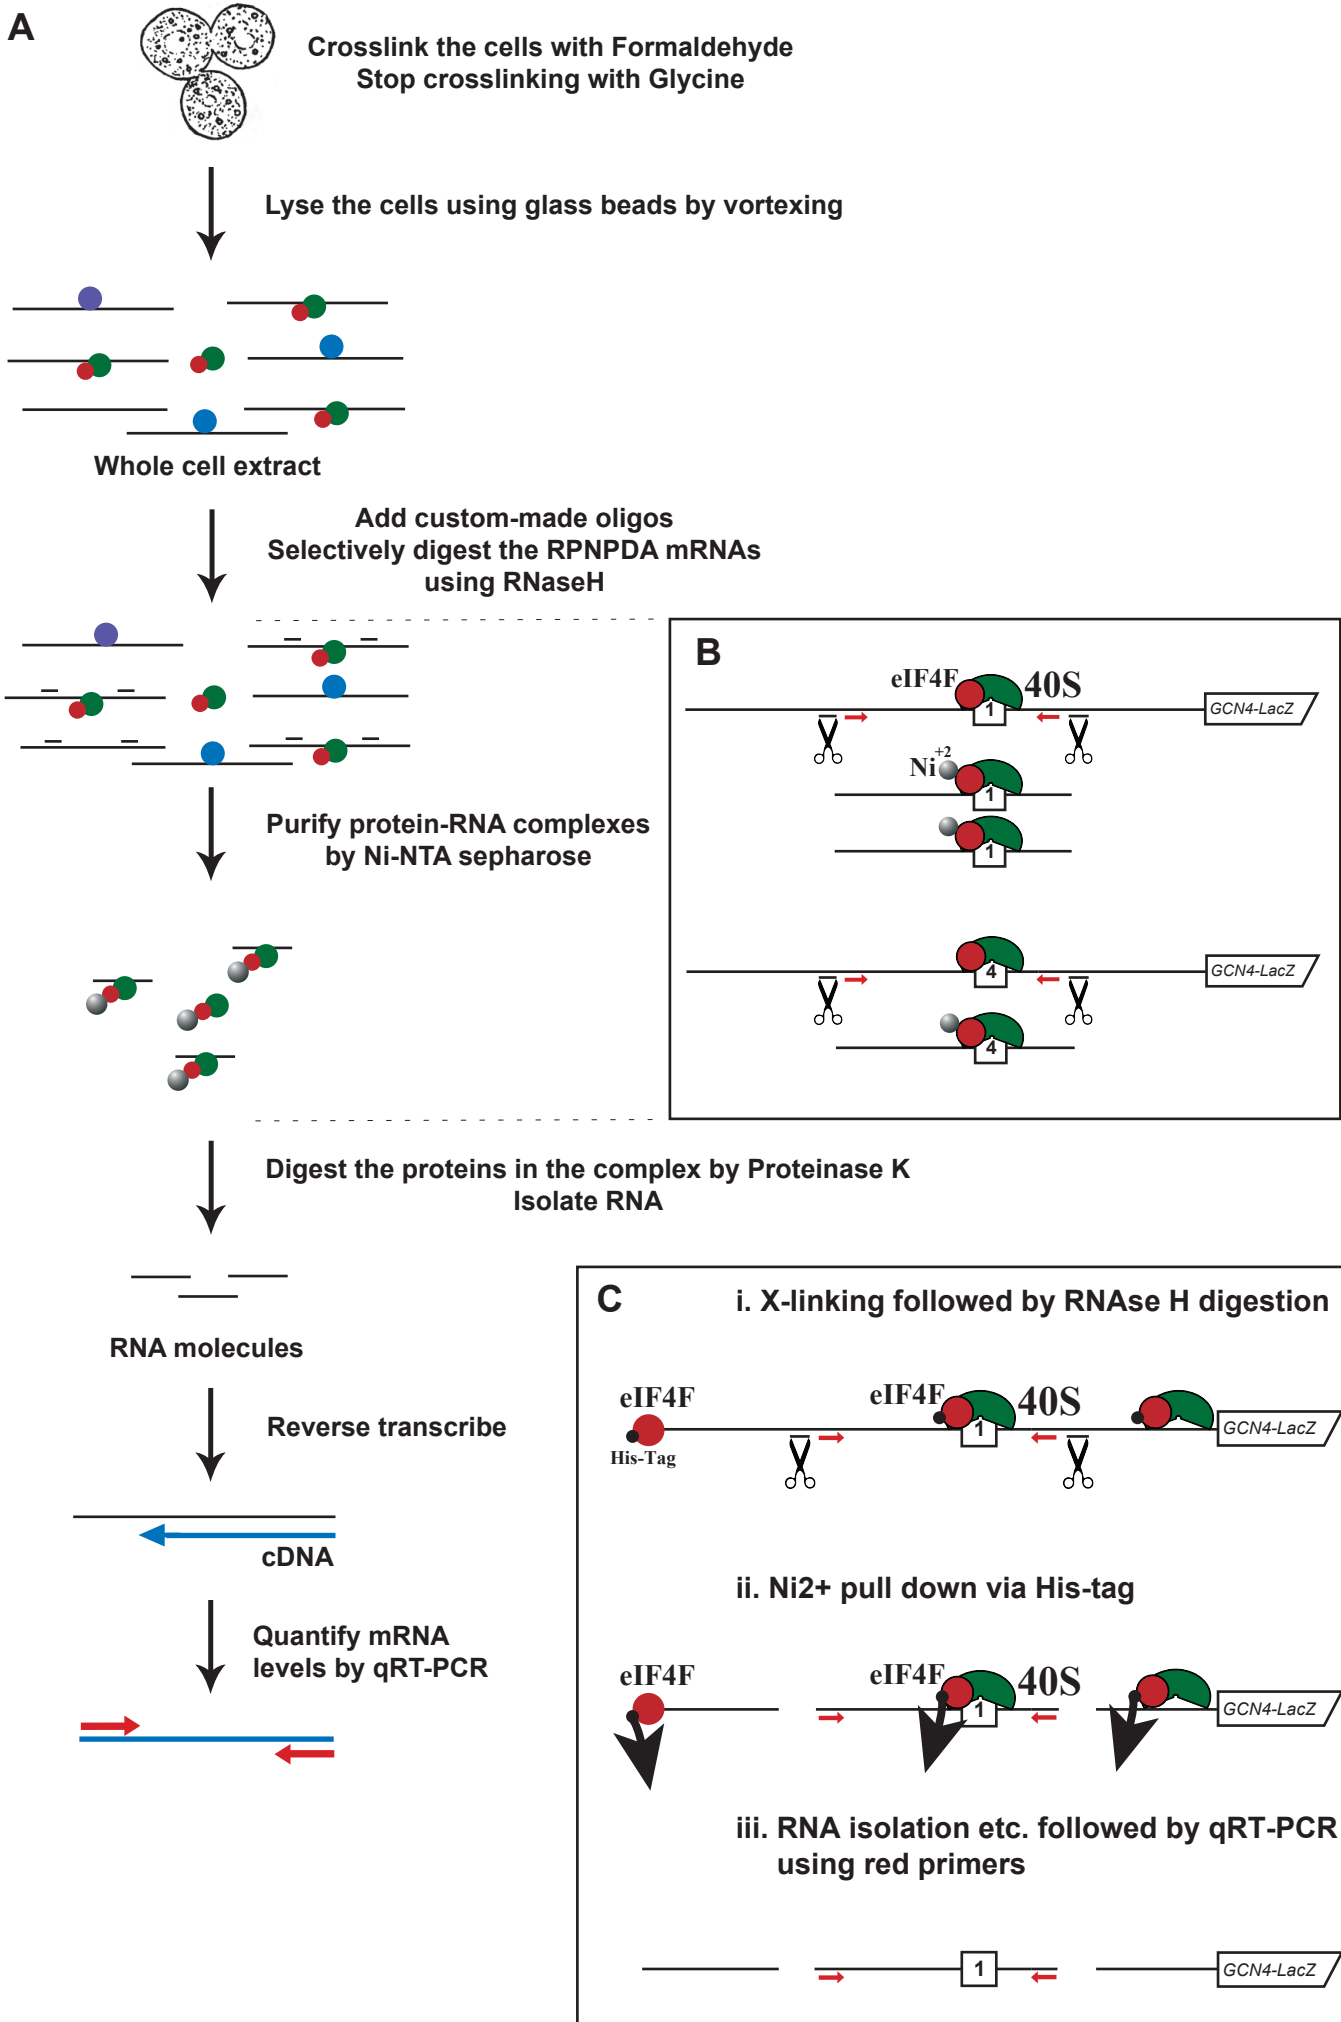 A
Crosslink the cells with Formaldehyde
Stop crosslinking with Glycine
Lyse the cells using glass beads by vortexing
Whole cell extract
Add custom-made oligos
Selectively digest the RPNPDA mRNAs
using RNaseH
Purify protein-RNA complexes
by Ni-NTA sepharose
B
eIF4F 40S
1
GCN4-LacZ
Ni+2
1
1
4
GCN4-LacZ
4
Digest the proteins in the complex by Proteinase K
Isolate RNA
RNA molecules
Reverse transcribe
cDNA
Quantify mRNA
levels by qRT-PCR
C
i. X-linking followed by RNAse H digestion
eIF4F eIF4F 40S
His-Tag
1
GCN4-LacZ
ii. Ni2+ pull down via His-tag
eIF4F eIF4F 40S
1
GCN4-LacZ
iii. RNA isolation etc. followed by qRT-PCR
using red primers
1
GCN4-LacZ